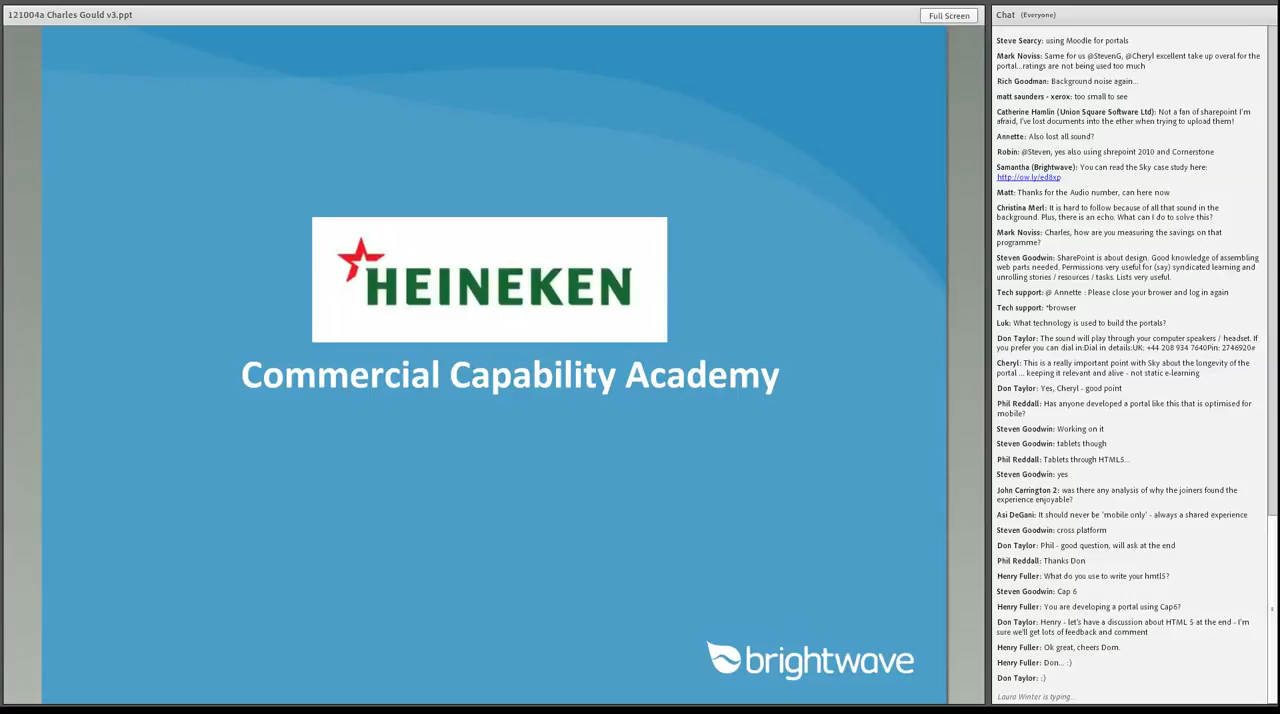 121004a Charles Gould v3.ppt
Full Screen
HEINEKEN
Commercial Capability Academy
brightwave
Chat (Everyone)
Steve Searcy: using Moodle for portals
Mark Noviss: Same for us @StevenG, @Cheryl excellent take up overal for the
portal...ratings are not being used too much
Rich Goodman: Background noise again...
matt saunders - xerox: too small to see
Catherine Hamlin (Union Square Software Ltd): Not a fan of sharepoint I'm
afraid, I've lost documents into the ether when trying to upload them!
Annette: Also lost all sound?
Robin: @Steven, yes also using shrepoint 2010 and Cornerstone
Samantha (Brightwave): You can read the Sky case study here:
http://ow.ly/ed8xp
Matt: Thanks for the Audio number, can here now
Christina Merl: It is hard to follow because of all that sound in the
background. Plus, there is an echo. What can I do to solve this?
Mark Noviss: Charles, how are you measuring the savings on that
programme?
Steven Goodwin: SharePoint is about design. Good knowledge of assembling
web parts needed. Permissions very useful for (say) syndicated learning and
unrolling stories / resources / tasks. Lists very useful.
Tech support: @ Annette : Please close your brower and log in again
Tech support: *browser
Luk: What technology is used to build the portals?
Don Taylor: The sound will play through your computer speakers / headset. If
you prefer you can dial in:Dial in details:UK: +44 208 934 7640Pin: 2746920#
Cheryl: This is a really important point with Sky about the longevity of the
portal ... keeping it relevant and alive - not static e-learning
Don Taylor: Yes, Cheryl - good point
Phil Reddall: Has anyone developed a portal like this that is optimised for
mobile?
Steven Goodwin: Working on it
Steven Goodwin: tablets though
Phil Reddall: Tablets through HTML5...
Steven Goodwin: yes
John Carrington 2: was there any analysis of why the joiners found the
experience enjoyable?
Asi DeGani: It should never be 'mobile only' - always a shared experience
Steven Goodwin: cross platform
Don Taylor: Phil - good question, will ask at the end
Phil Reddall: Thanks Don
Henry Fuller: What do you use to write your hmtl5?
Steven Goodwin: Cap 6
Henry Fuller: You are developing a portal using Cap6?
Don Taylor: Henry - let's have a discussion about HTML 5 at the end - I'm
sure we'll get lots of feedback and comment
Henry Fuller: Ok great, cheers Dom.
Henry Fuller: Don... :)
Don Taylor: :)
Laura Winter is typing...